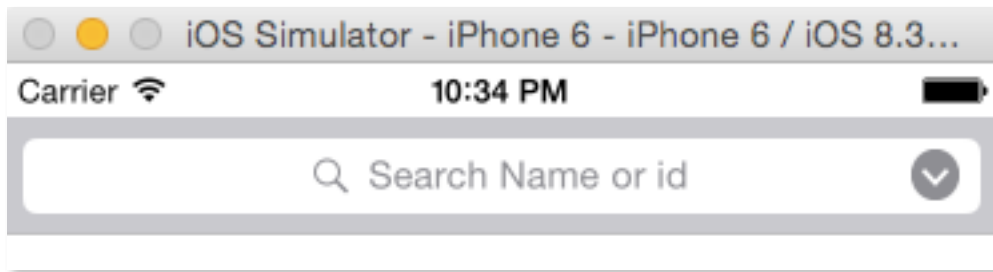 iOS Simulator - iPhone 6 - iPhone 6 / iOS 8.3...
Carrier 10:34 PM
Search Name or id